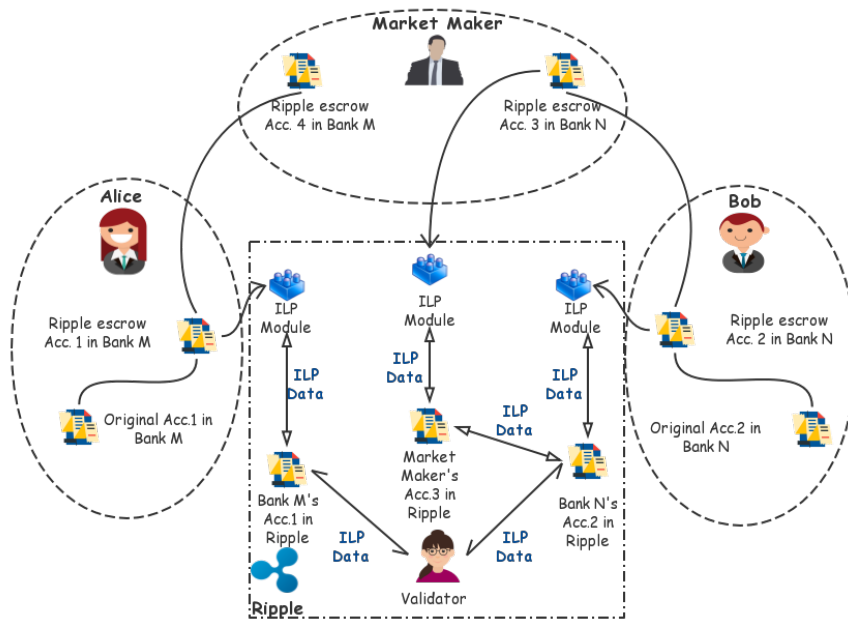 Market Maker
Ripple escrow
Acc. 4 in Bank M
Ripple escrow
Acc. 3 in Bank N
Alice
Ripple escrow
Acc. 1 in Bank M
Original Acc.1 in
Bank M
Bob
Ripple escrow
Acc. 2 in Bank N
Original Acc.2 in
Bank N
ILP
Module
ILP
Module
ILP
Module
ILP
Data
ILP
Data
ILP
Data
ILP
Data
Bank M's
Acc.1 in
Ripple
Market
Maker's
Acc.3 in
Ripple
Bank N's
Acc.2 in
Ripple
ILP
Data
ILP
Data
Validator
Ripple